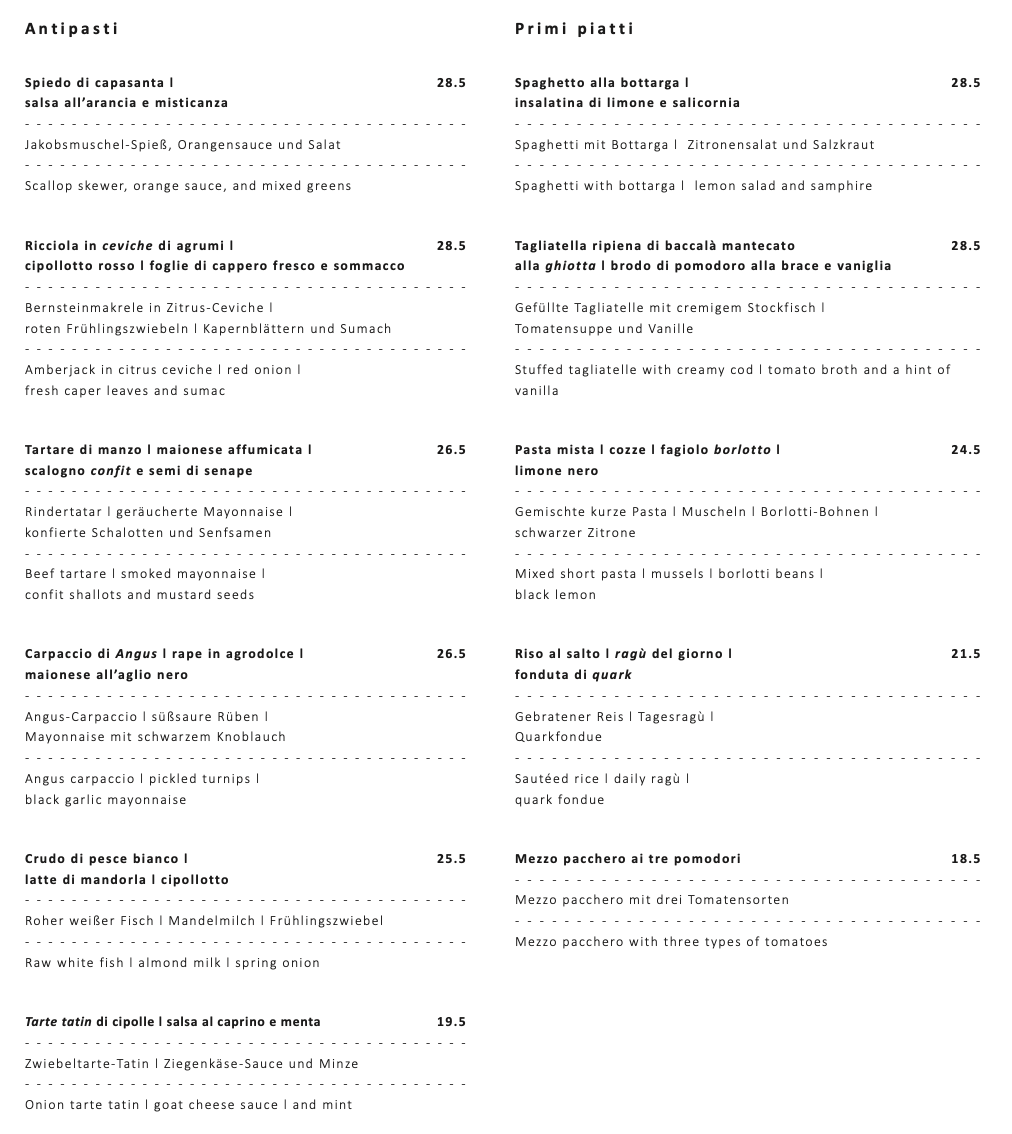 Antipasti
Spiedo di capasanta l 28.5
salsa all’arancia e misticanza
Jakobsmuschel-Spieß, Orangensauce und Salat
Scallop skewer, orange sauce, and mixed greens
Ricciola in ceviche di agrumi l 28.5
cipollotto rosso l foglie di cappero fresco e sommacco
Bernsteinmakrele in Zitrus-Ceviche l
roten Frühlingszwiebeln l Kapernblättern und Sumach
Amberjack in citrus ceviche l red onion l
fresh caper leaves and sumac
Tartare di manzo l maionese affumicata l 26.5
scalogno confit e semi di senape
Rindertatar l geräucherte Mayonnaise l
konfierte Schalotten und Senfsamen
Beef tartare l smoked mayonnaise l
confit shallots and mustard seeds
Carpaccio di Angus l rape in agrodolce l 26.5
maionese all’aglio nero
Angus-Carpaccio l süßsaure Rüben l
Mayonnaise mit schwarzem Knoblauch
Angus carpaccio l pickled turnips l
black garlic mayonnaise
Crudo di pesce bianco l 25.5
latte di mandorla l cipollotto
Roher weißer Fisch l Mandelmilch l Frühlingszwiebel
Raw white fish l almond milk l spring onion
Tarte tatin di cipolle l salsa al caprino e menta 19.5
Zwiebeltarte-Tatin l Ziegenkäse-Sauce und Minze
Onion tarte tatin l goat cheese sauce l and mint
Primi piatti
Spaghetto alla bottarga l 28.5
insalatina di limone e salicornia
Spaghetti mit Bottarga l Zitronensalat und Salzkraut
Spaghetti with bottarga l lemon salad and samphire
Tagliatella ripiena di baccalà mantecato 28.5
alla ghiotta l brodo di pomodoro alla brace e vaniglia
Gefüllte Tagliatelle mit cremigem Stockfisch l
Tomatensuppe und Vanille
Stuffed tagliatelle with creamy cod l tomato broth and a hint of
vanilla
Pasta mista l cozze l fagiolo borlotto l 24.5
limone nero
Gemischte kurze Pasta l Muscheln l Borlotti-Bohnen l
schwarzer Zitrone
Mixed short pasta l mussels l borlotti beans l
black lemon
Riso al salto l ragù del giorno l 21.5
fonduta di quark
Gebratener Reis l Tagesragù l
Quarkfondue
Sautéed rice l daily ragù l
quark fondue
Mezzo pacchero ai tre pomodori 18.5
Mezzo pacchero mit drei Tomatensorten
Mezzo pacchero with three types of tomatoes